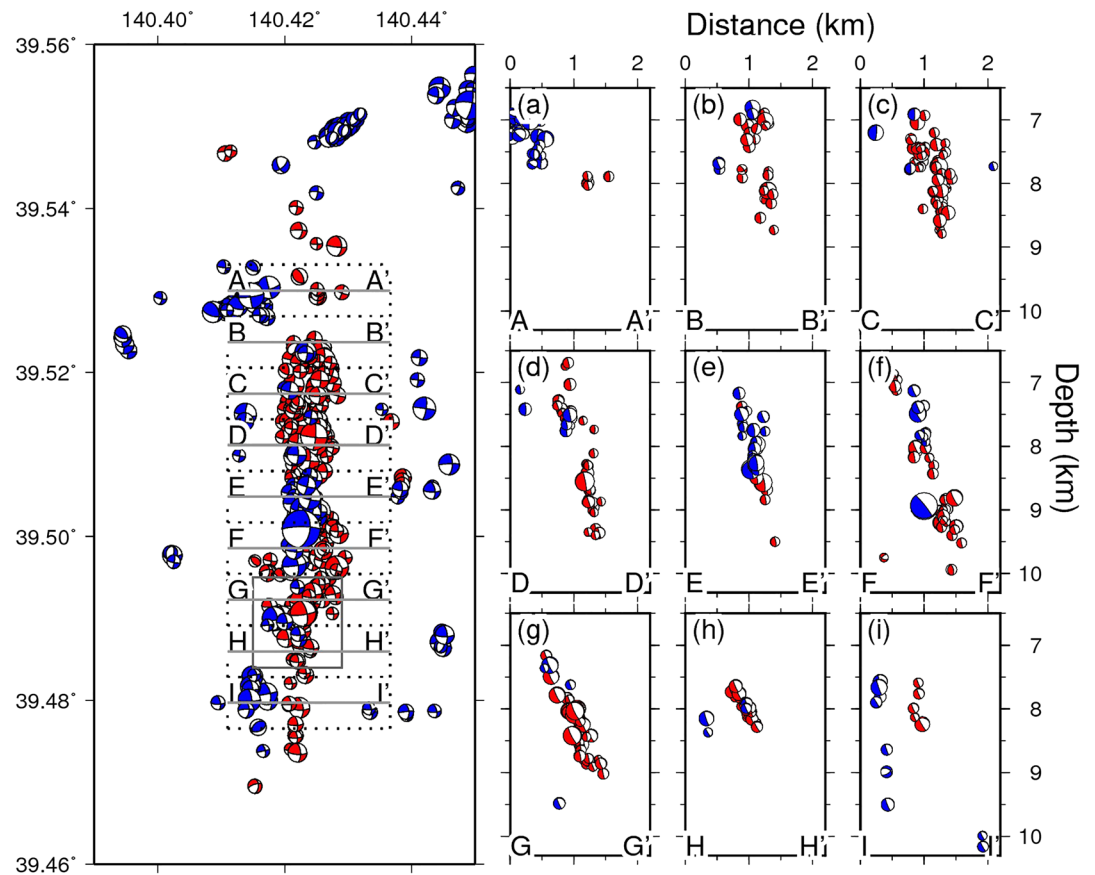 140.40° 140.42° 140.44°
39.56°
39.54°
39.52°
39.50°
39.48°
39.46°
A A'
B B'
C C'
D D'
E E'
F F'
G G'
H H'
I I'
Distance (km)
0 1 2 0 1 2 0 1 2
(a) (b) (c)
7
8
9
10
A A' B B' C C'
(d) (e) (f)
7
8
9
10
D D' E E' F F'
(g) (h) (i)
7
8
9
10
G G' H H' I I'
Depth (km)